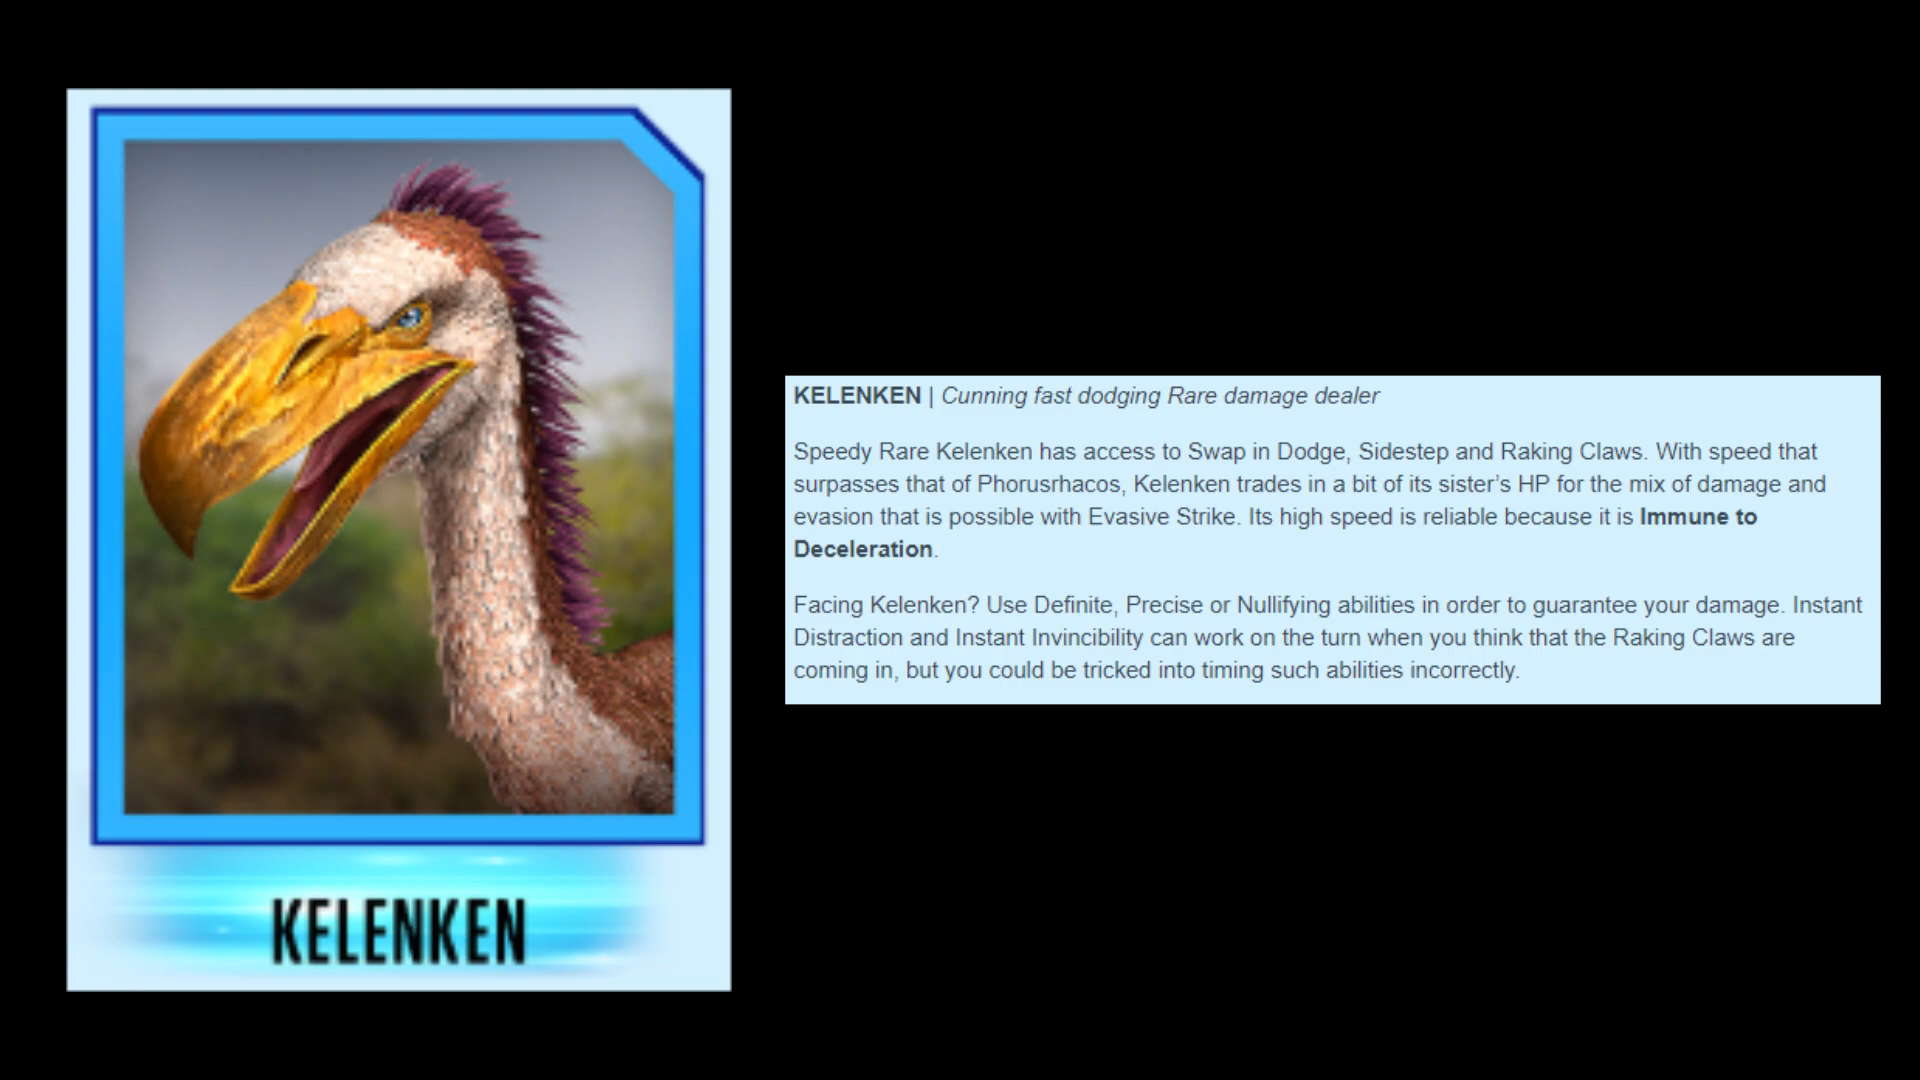 KELENKEN
KELENKEN | Cunning fast dodging Rare damage dealer
Speedy Rare Kelenken has access to Swap in Dodge, Sidestep and Raking Claws. With speed that
surpasses that of Phorusrhacos, Kelenken trades in a bit of its sister’s HP for the mix of damage and
evasion that is possible with Evasive Strike. Its high speed is reliable because it is Immune to
Deceleration.
Facing Kelenken? Use Definite, Precise or Nullifying abilities in order to guarantee your damage. Instant
Distraction and Instant Invincibility can work on the turn when you think that the Raking Claws are
coming in, but you could be tricked into timing such abilities incorrectly.